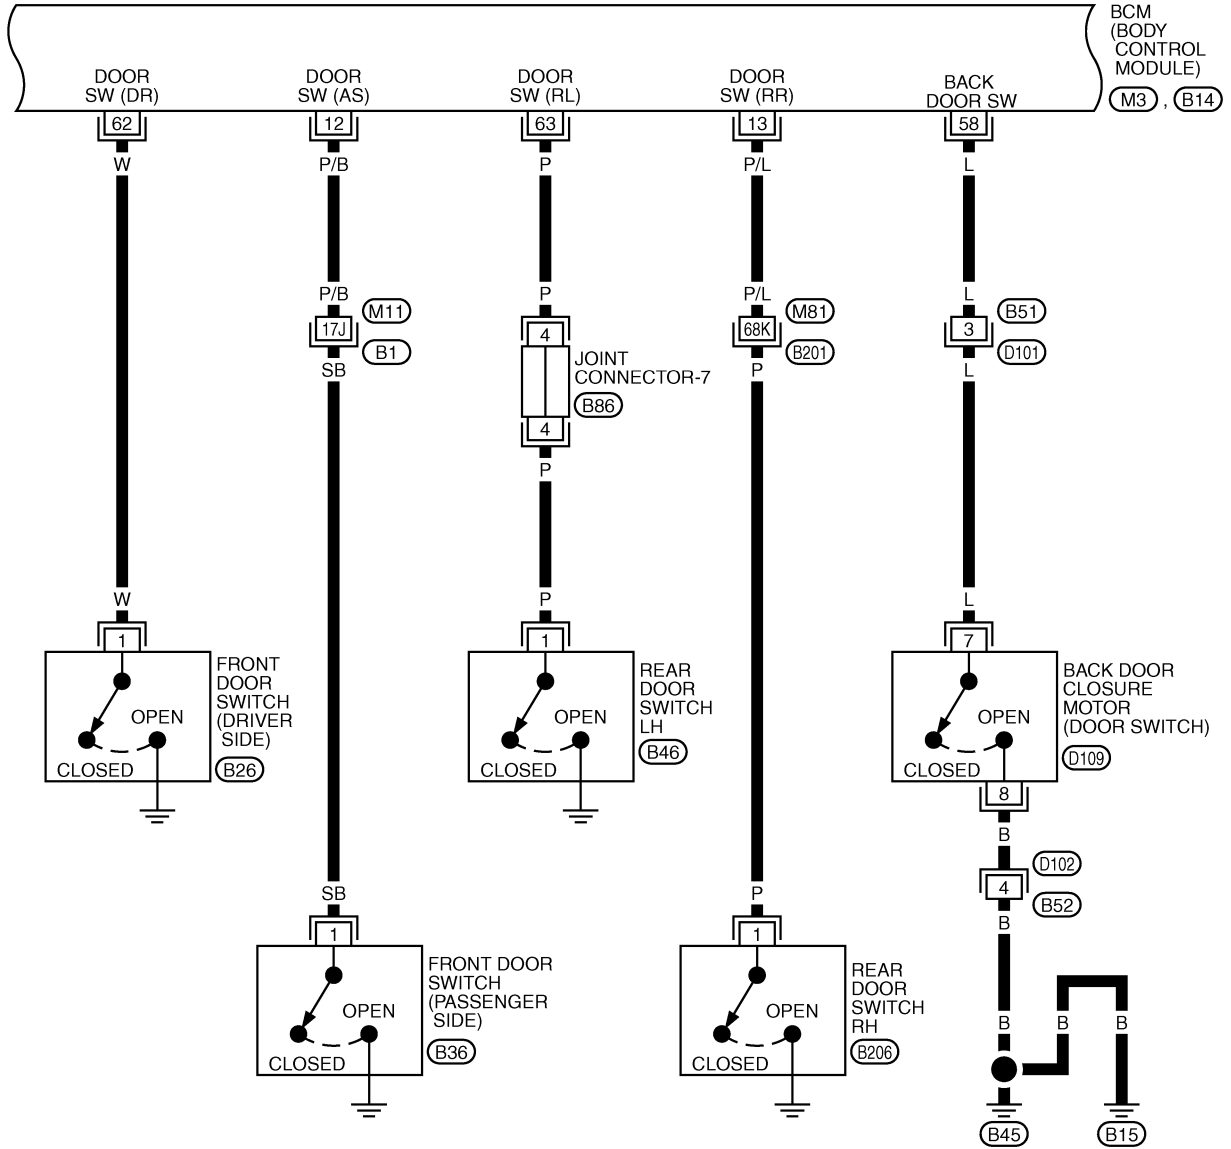 BCM
(BODY
CONTROL
MODULE)
M3 , B14
DOOR
SW (DR)
DOOR
SW (AS)
DOOR
SW (RL)
DOOR
SW (RR)
BACK
DOOR SW
62
12
63
13
58
W
P/B
P
P/L
L
P/B
P
P/L
L
M11
17J
B1
SB
4
JOINT
CONNECTOR-7
B86
4
P
M81
68K
B201
P
B51
3
D101
L
W
P
L
1
FRONT
DOOR
SWITCH
(DRIVER
SIDE)
B26
OPEN
CLOSED
1
REAR
DOOR
SWITCH
LH
B46
OPEN
CLOSED
7
BACK DOOR
CLOSURE
MOTOR
(DOOR SWITCH)
D109
OPEN
CLOSED
8
B
D102
4
B52
B
SB
1
FRONT DOOR
SWITCH
(PASSENGER
SIDE)
B36
OPEN
CLOSED
P
1
REAR
DOOR
SWITCH
RH
B206
OPEN
CLOSED
B
B
B
B45
B15